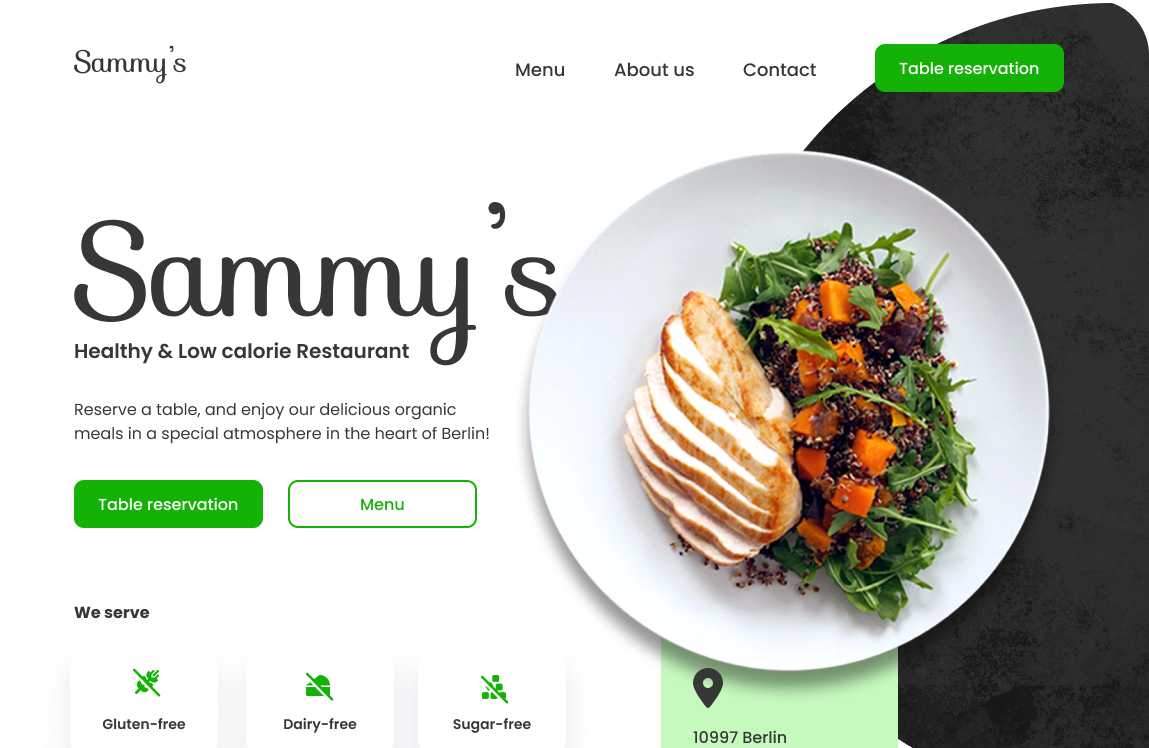 Sammy's
Menu
About us
Contact
Table reservation
Sammy's
Healthy & Low calorie Restaurant
Reserve a table, and enjoy our delicious organic
meals in a special atmosphere in the heart of Berlin!
Table reservation
Menu
We serve
Gluten-free
Dairy-free
Sugar-free
10997 Berlin